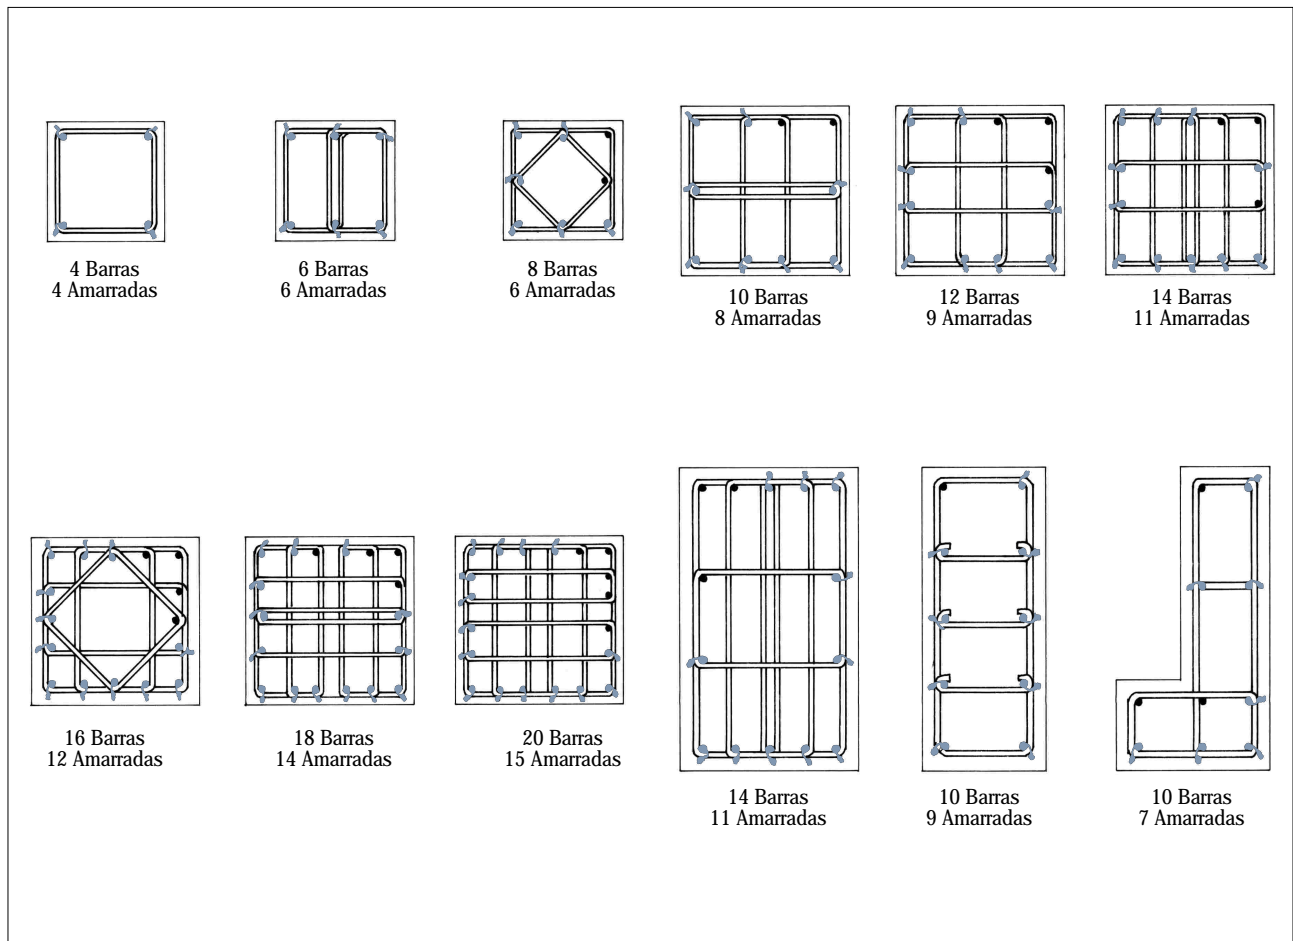 4 Barras
4 Amarradas
6 Barras
6 Amarradas
8 Barras
6 Amarradas
10 Barras
8 Amarradas
12 Barras
9 Amarradas
14 Barras
11 Amarradas
16 Barras
12 Amarradas
18 Barras
14 Amarradas
20 Barras
15 Amarradas
14 Barras
11 Amarradas
10 Barras
9 Amarradas
10 Barras
7 Amarradas